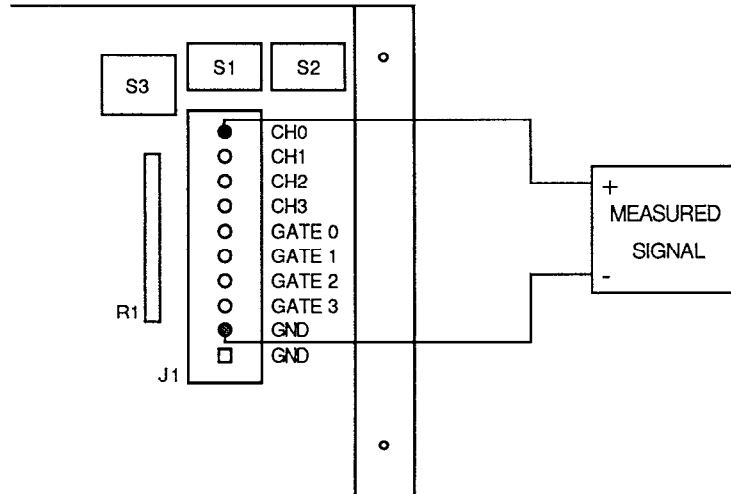 S1
S2
S3
CH0
CH1
CH2
CH3
GATE 0
GATE 1
GATE 2
GATE 3
GND
GND
R1
J1
+
MEASURED
SIGNAL
-